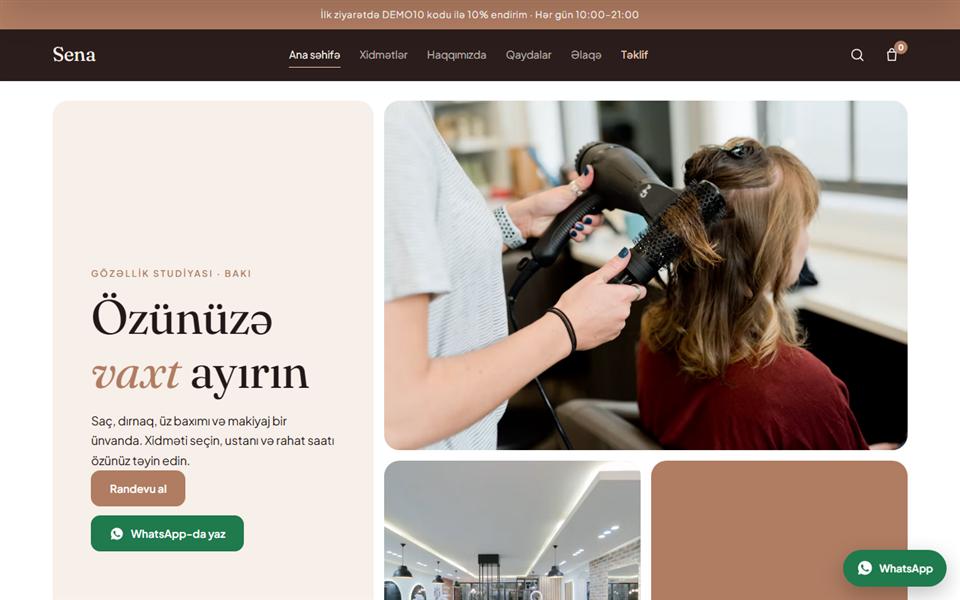 İlk ziyarətdə DEMO10 kodu ilə 10% endirim · Hər gün 10:00–21:00
Sena
Ana səhifə
Xidmətlər
Haqqımızda
Qaydalar
Əlaqə
Təklif
0
GÖZƏLLİK STUDİYASI · BAKI
Özünüzə
vaxt ayırın
Saç, dırnaq, üz baxımı və makiyaj bir
ünvanda. Xidməti seçin, ustanı və rahat saatı
özünüz təyin edin.
Randevu al
WhatsApp-da yaz
WhatsApp